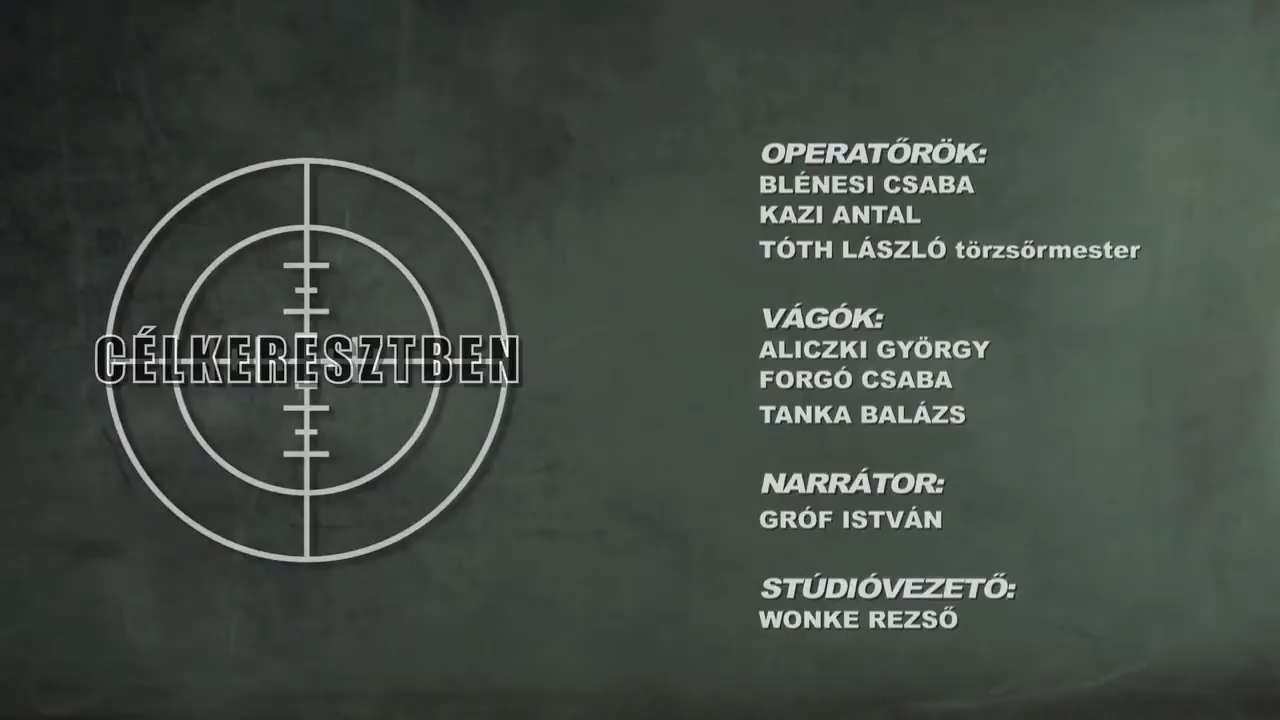 CÉLKERESZTBEN
OPERATŐRÖK:
BLÉNESI CSABA
KAZI ANTAL
TÓTH LÁSZLÓ törzsőrmester
VÁGÓK:
ALICZKI GYÖRGY
FORGÓ CSABA
TANKA BALÁZS
NARRÁTOR:
GRÓF ISTVÁN
STÚDIÓVEZETŐ:
WONKE REZSŐ